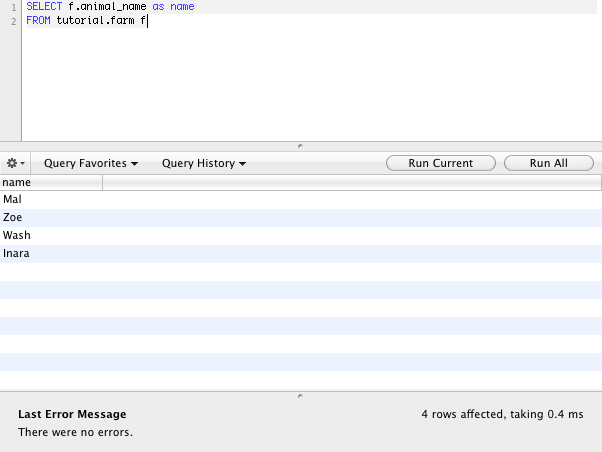 1 SELECT f.animal_name as name
2 FROM tutorial.farm f
Query Favorites Query History Run Current Run All
name
Mal
Zoe
Wash
Inara
Last Error Message 4 rows affected, taking 0.4 ms
There were no errors.